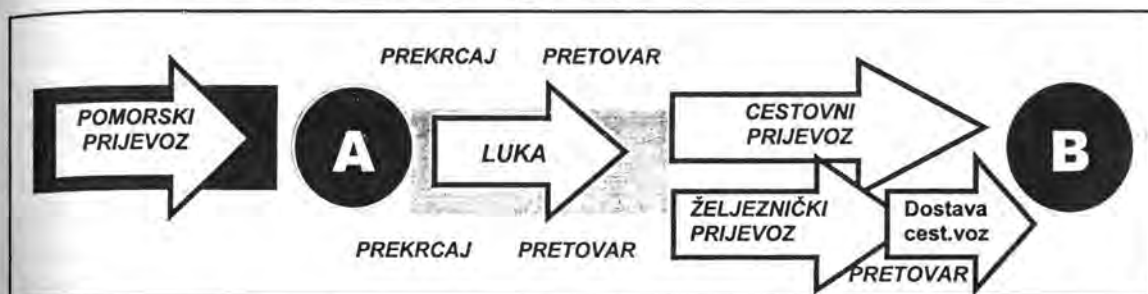 PREKRCAJ PRETOVAR
POMORSKI
PRIJEVOZ
A
LUKA
CESTOVNI
PRIJEVOZ
B
ŽELJEZNIČKI
PRIJEVOZ
Dostava
cest.voz
PREKRCAJ PRETOVAR
PRETOVAR